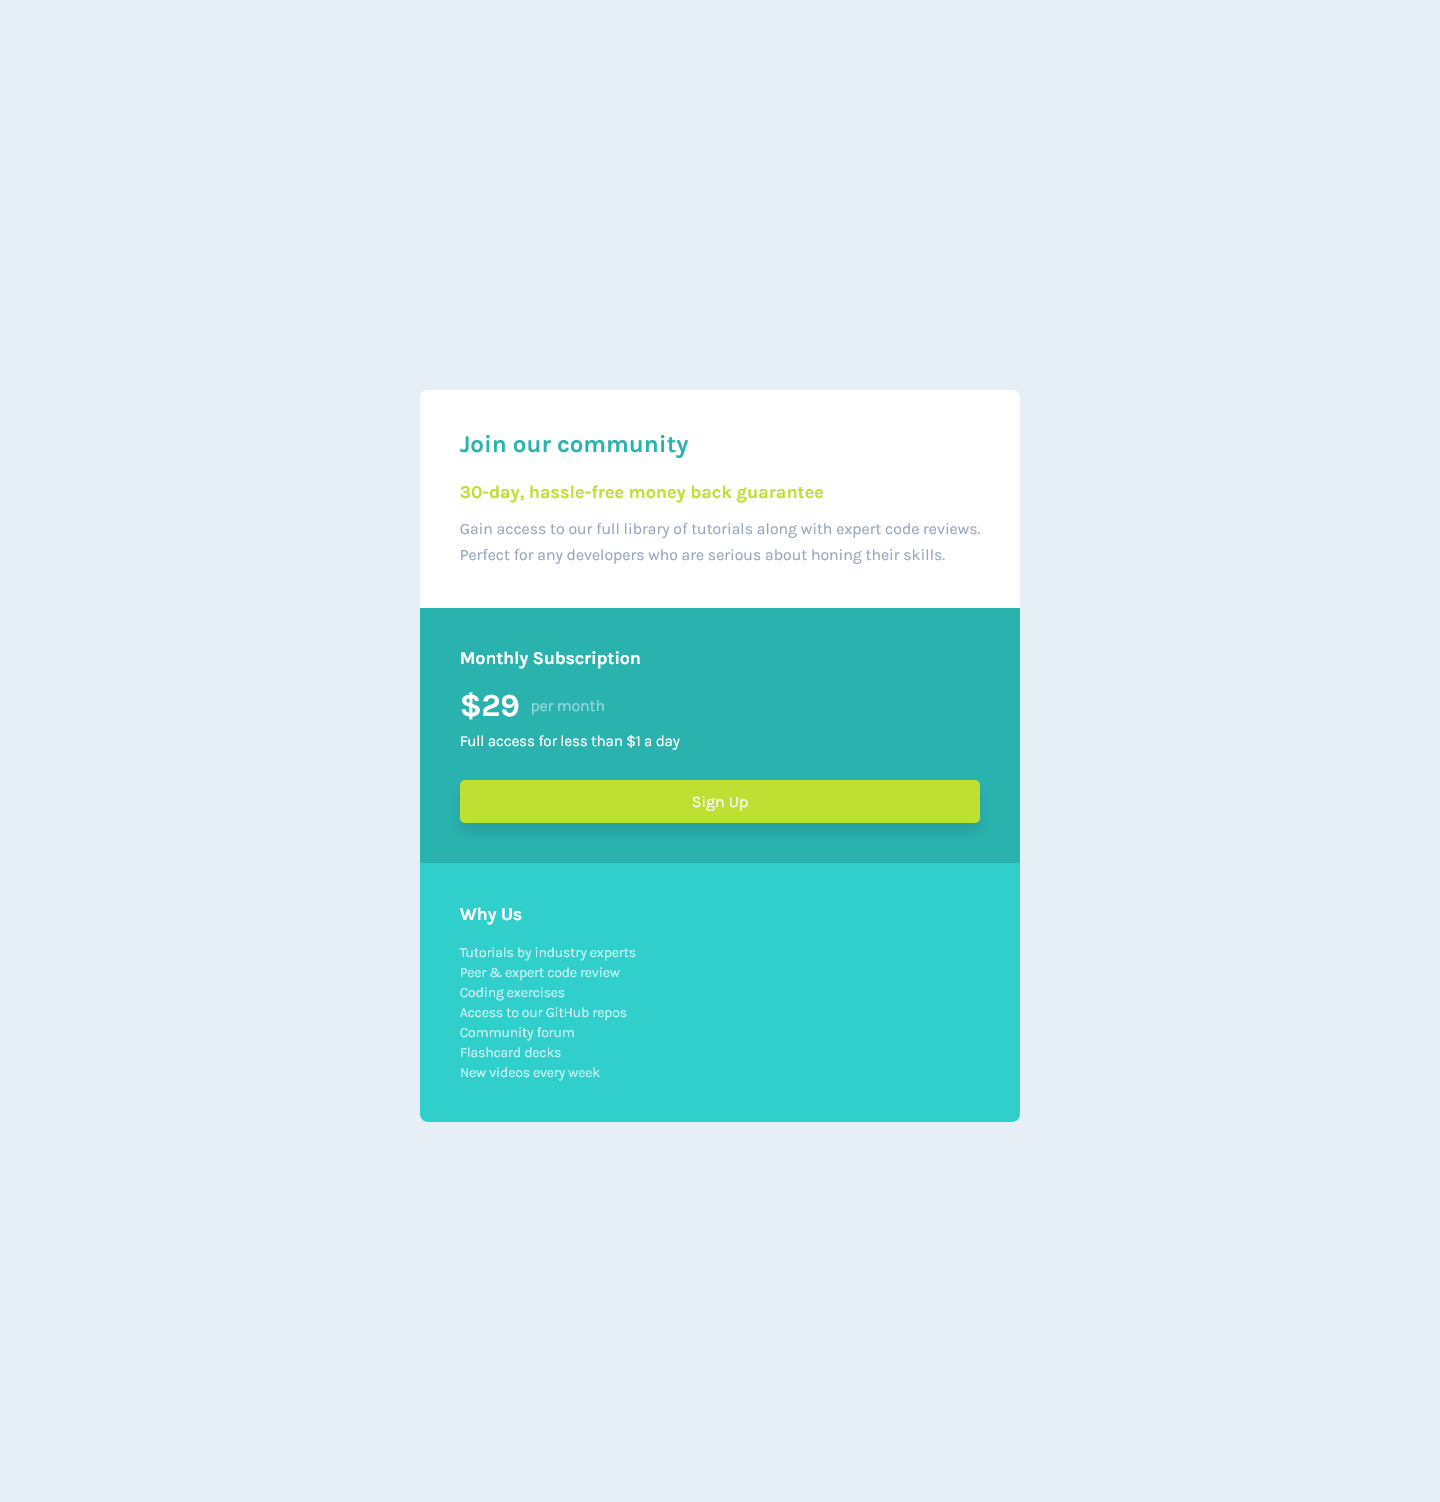 Join our community
30-day, hassle-free money back guarantee
Gain access to our full library of tutorials along with expert code reviews.
Perfect for any developers who are serious about honing their skills.
Monthly Subscription
$29 per month
Full access for less than $1 a day
Sign Up
Why Us
Tutorials by industry experts
Peer & expert code review
Coding exercises
Access to our GitHub repos
Community forum
Flashcard decks
New videos every week